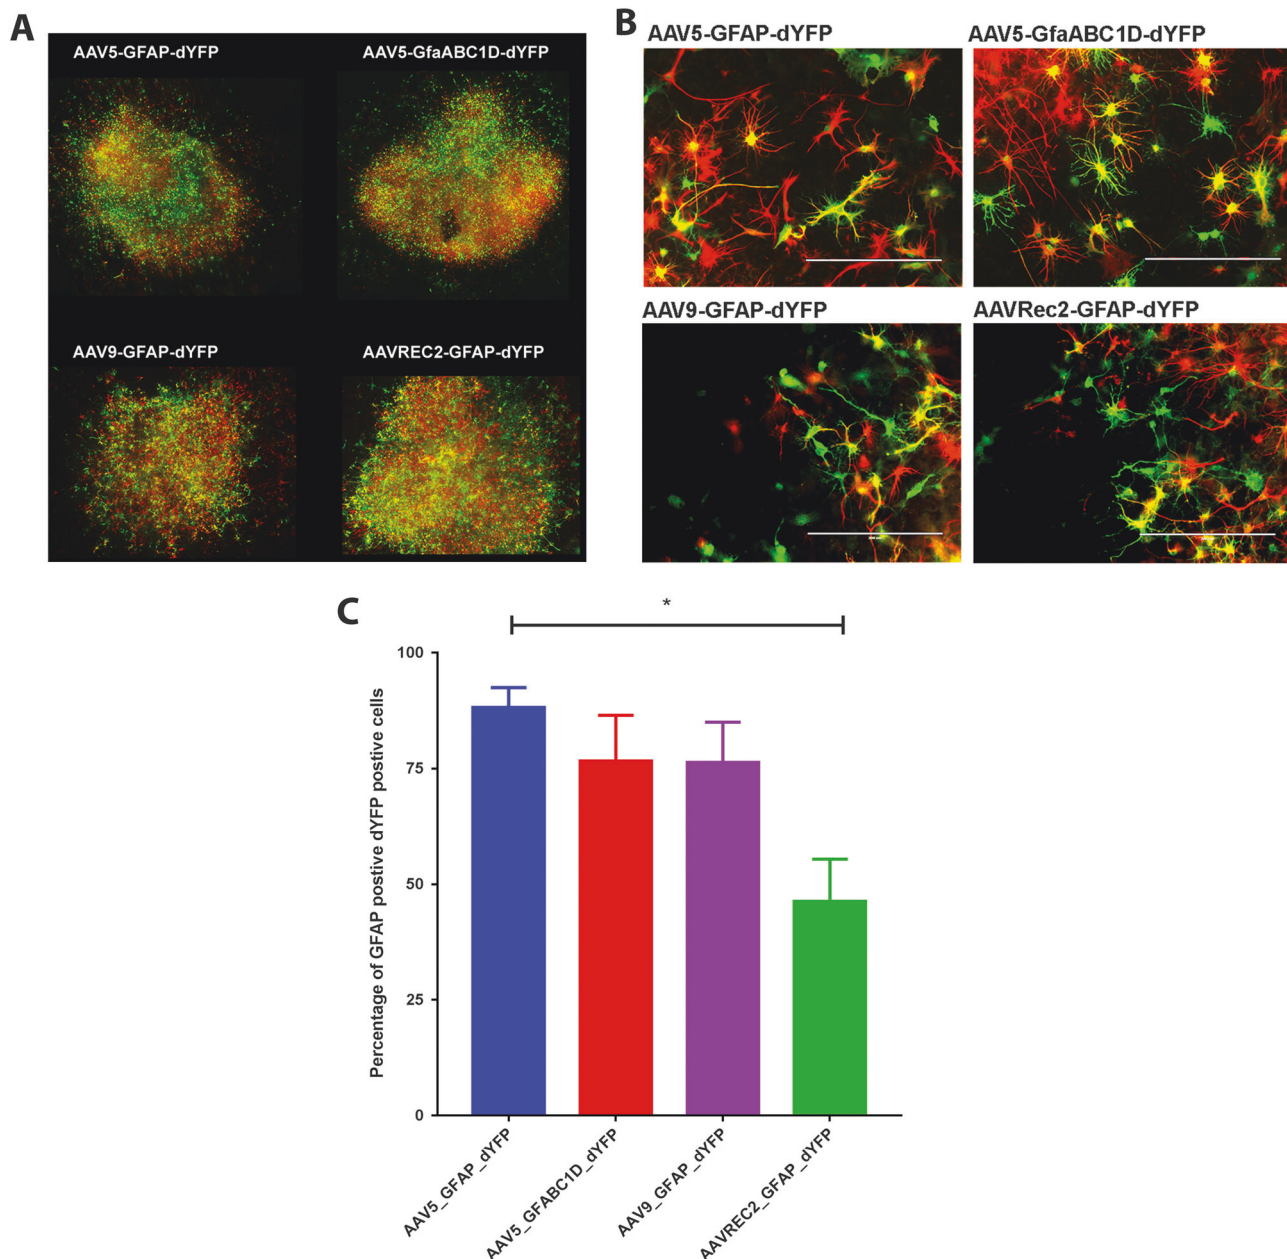 A
AAV5-GFAP-dYFP
AAV5-GfaABC1D-dYFP
AAV9-GFAP-dYFP
AAVREC2-GFAP-dYFP
B
AAV5-GFAP-dYFP
AAV5-GfaABC1D-dYFP
AAV9-GFAP-dYFP
AAVRec2-GFAP-dYFP
C
*
Percentage of GFAP postive dYFP postive cells
100
75
50
25
0
AAV5_GFAP_dYFP
AAV5_GFABC1D_dYFP
AAV9_GFAP_dYFP
AAVREC2_GFAP_dYFP